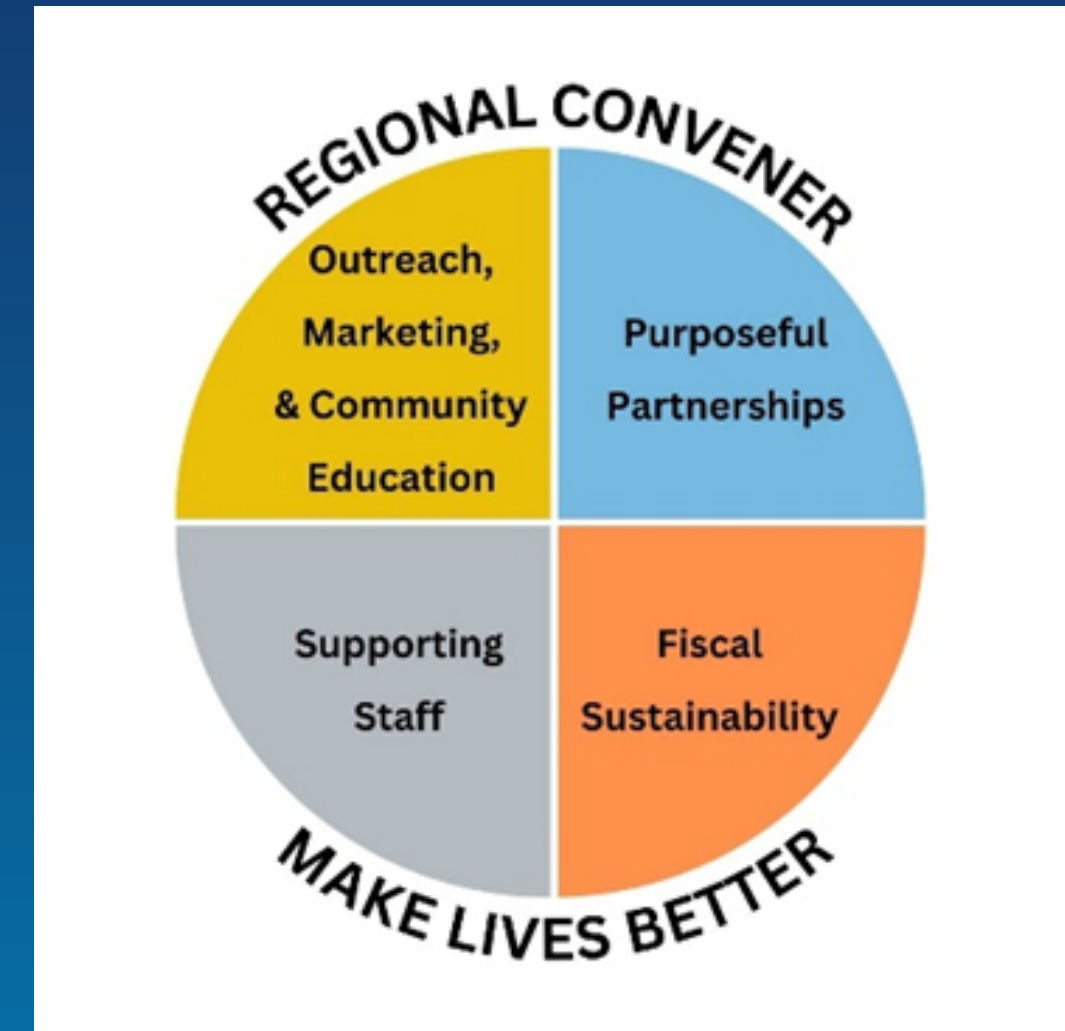 REGIONAL CONVENER
Outreach,
Marketing,
& Community
Education
Purposeful
Partnerships
Supporting
Staff
Fiscal
Sustainability
MAKE LIVES BETTER